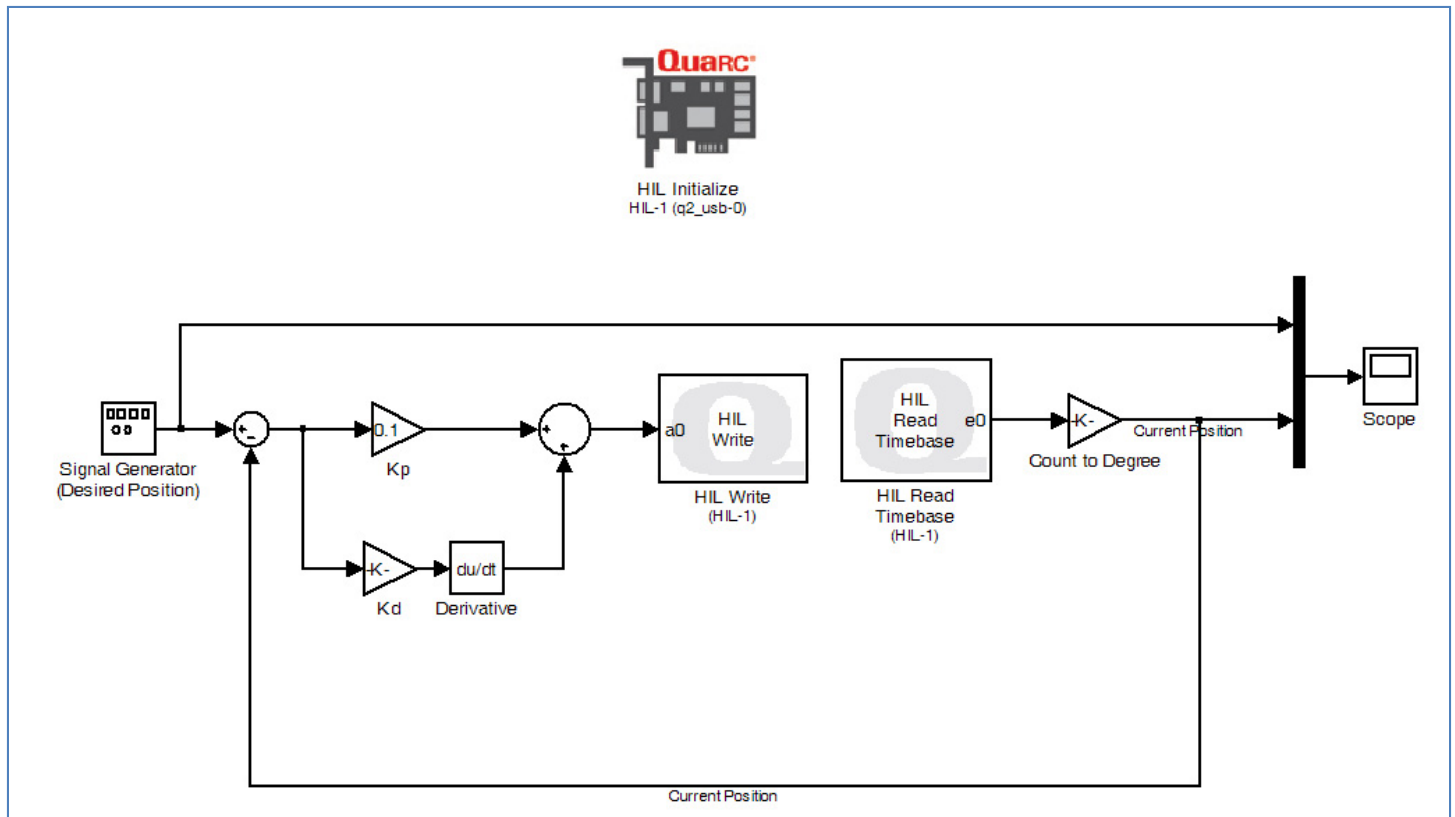 QUARC®
HIL Initialize
HIL-1 (q2_usb-0)
Signal Generator
(Desired Position)
+
-
0.1
Kp
-K-
Kd
du/dt
Derivative
+
+
a0
HIL
Write
HIL Write
(HIL-1)
HIL
Read
Timebase
e0
HIL Read
Timebase
(HIL-1)
-K-
Count to Degree
Current Position
Scope
Current Position